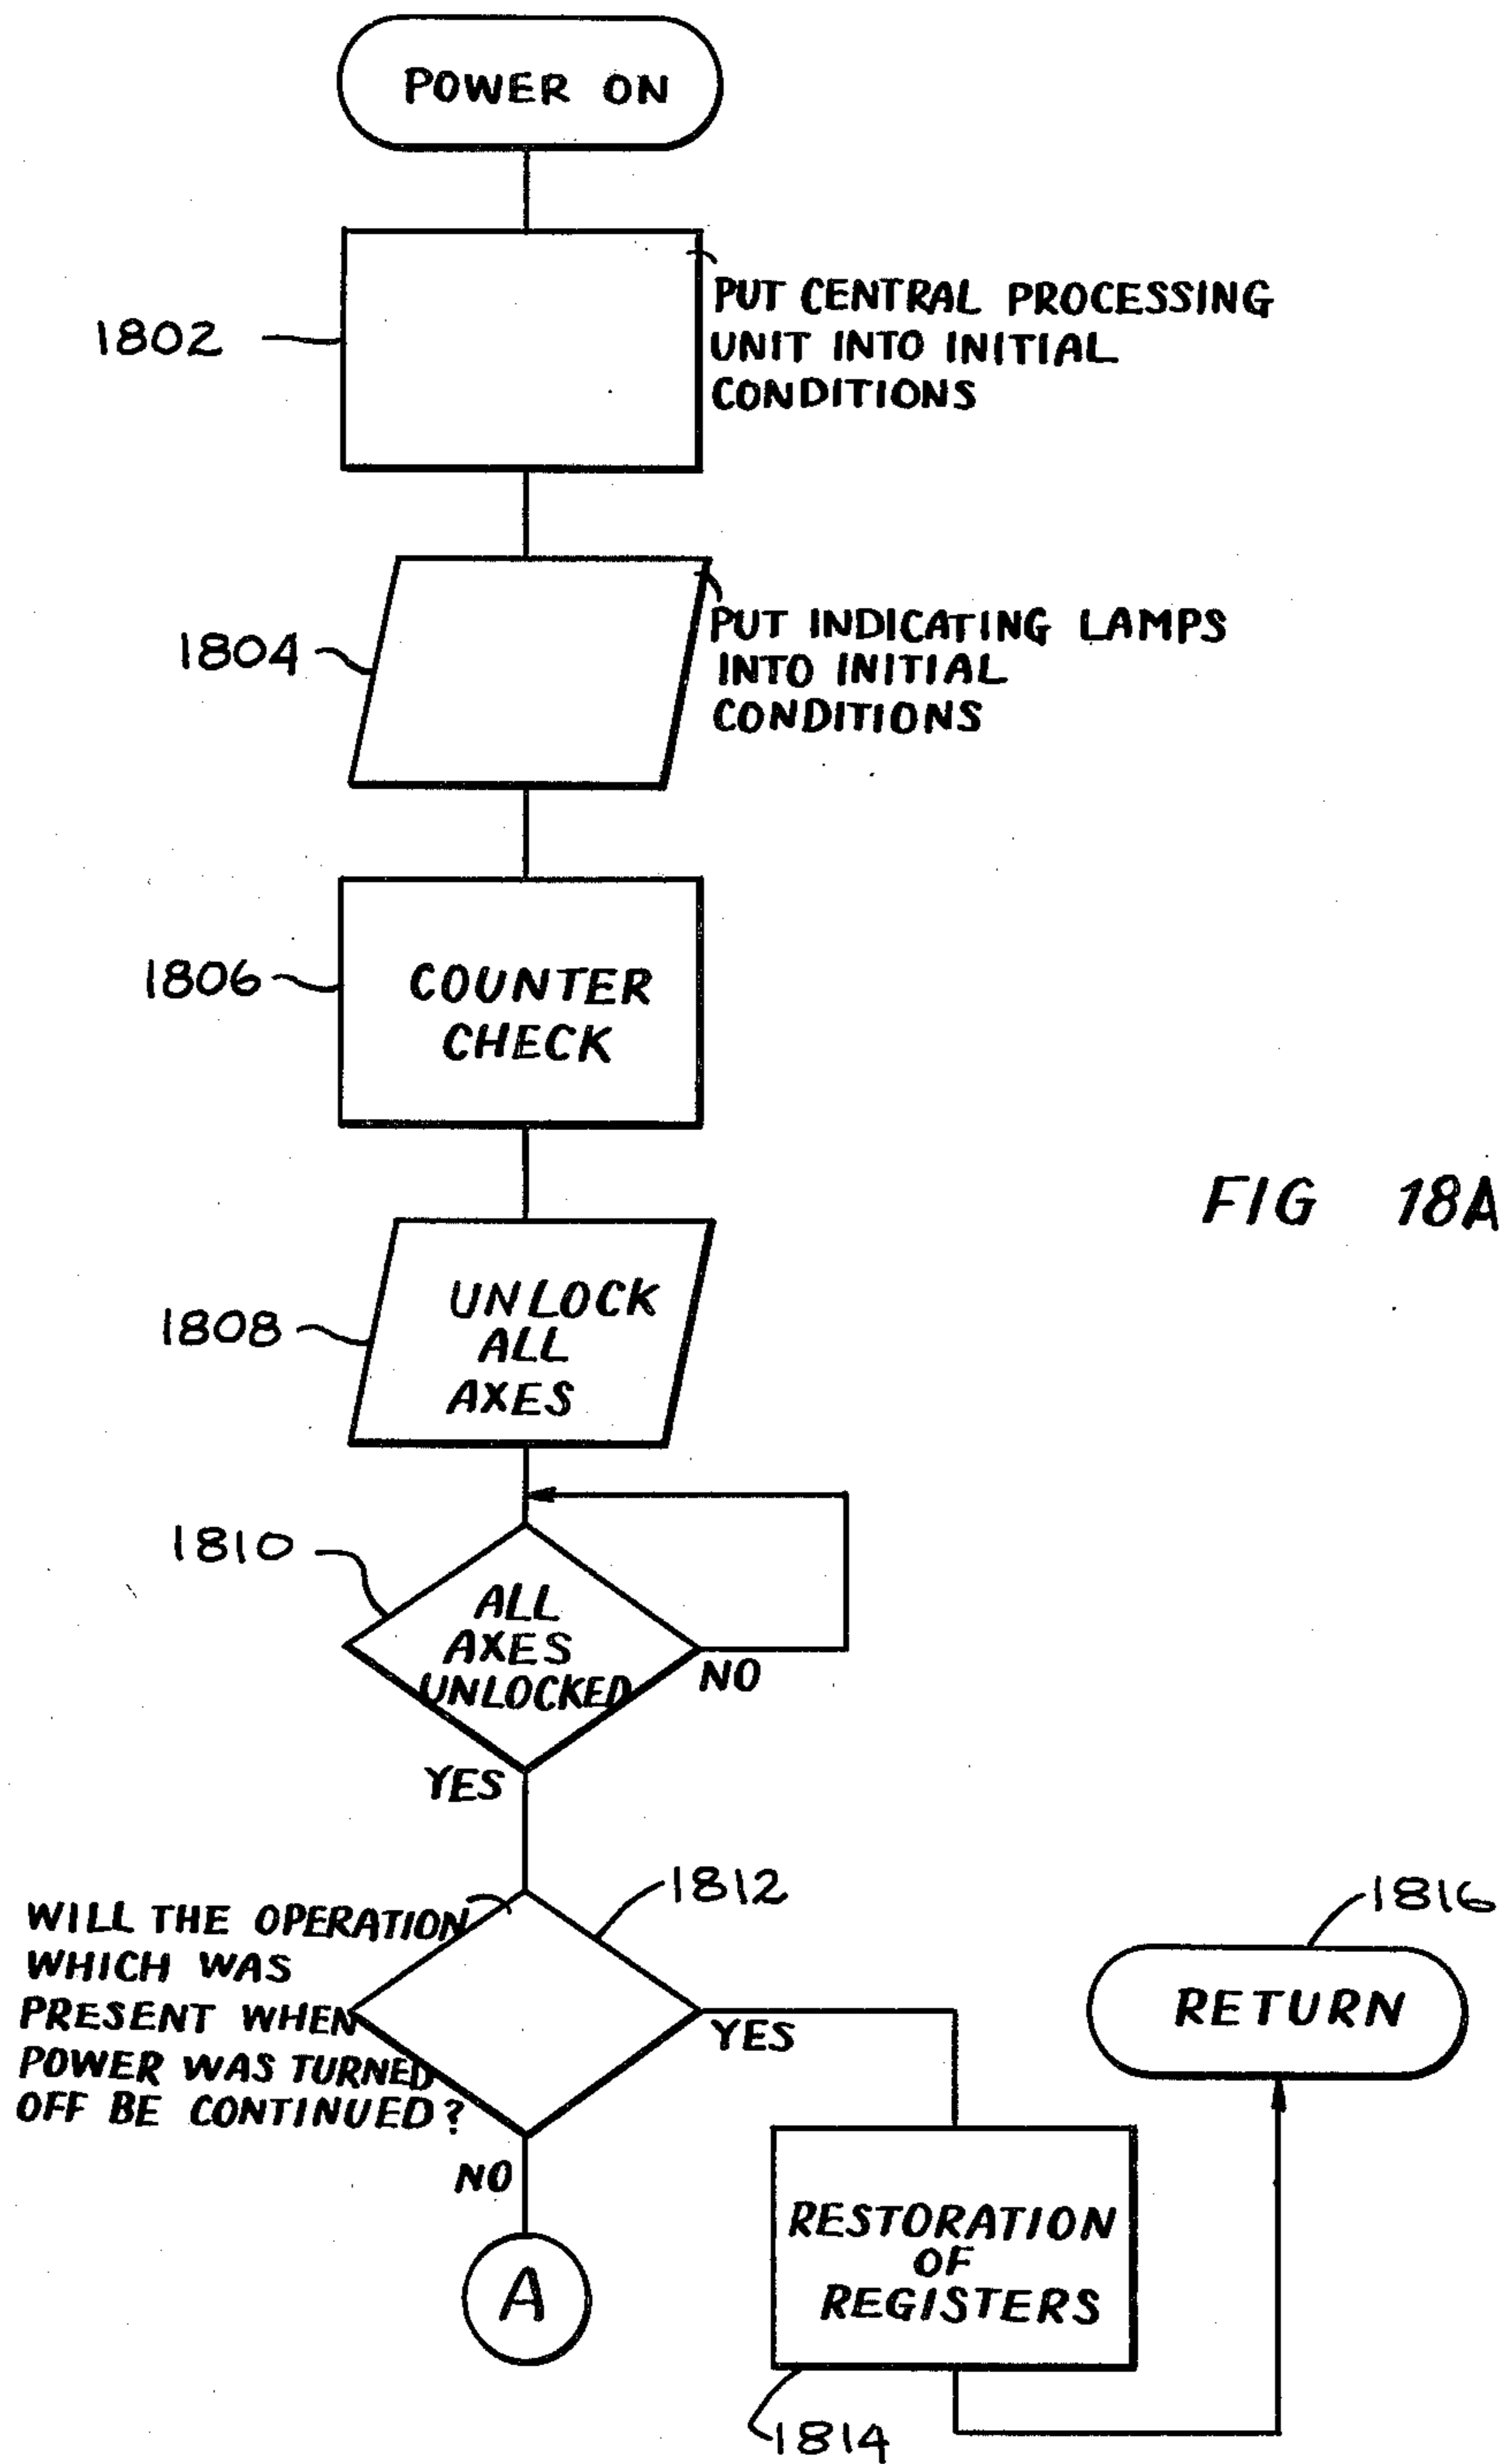 POWER ON
PUT CENTRAL PROCESSING
UNIT INTO INITIAL
CONDITIONS
1802
PUT INDICATING LAMPS
INTO INITIAL
CONDITIONS
1804
1806
COUNTER
CHECK
FIG 18A
1808
UNLOCK
ALL
AXES
1810
ALL
AXES
UNLOCKED
NO
YES
1812
WILL THE OPERATION
WHICH WAS
PRESENT WHEN
POWER WAS TURNED
OFF BE CONTINUED?
YES
NO
A
1816
RETURN
RESTORATION
OF
REGISTERS
1814